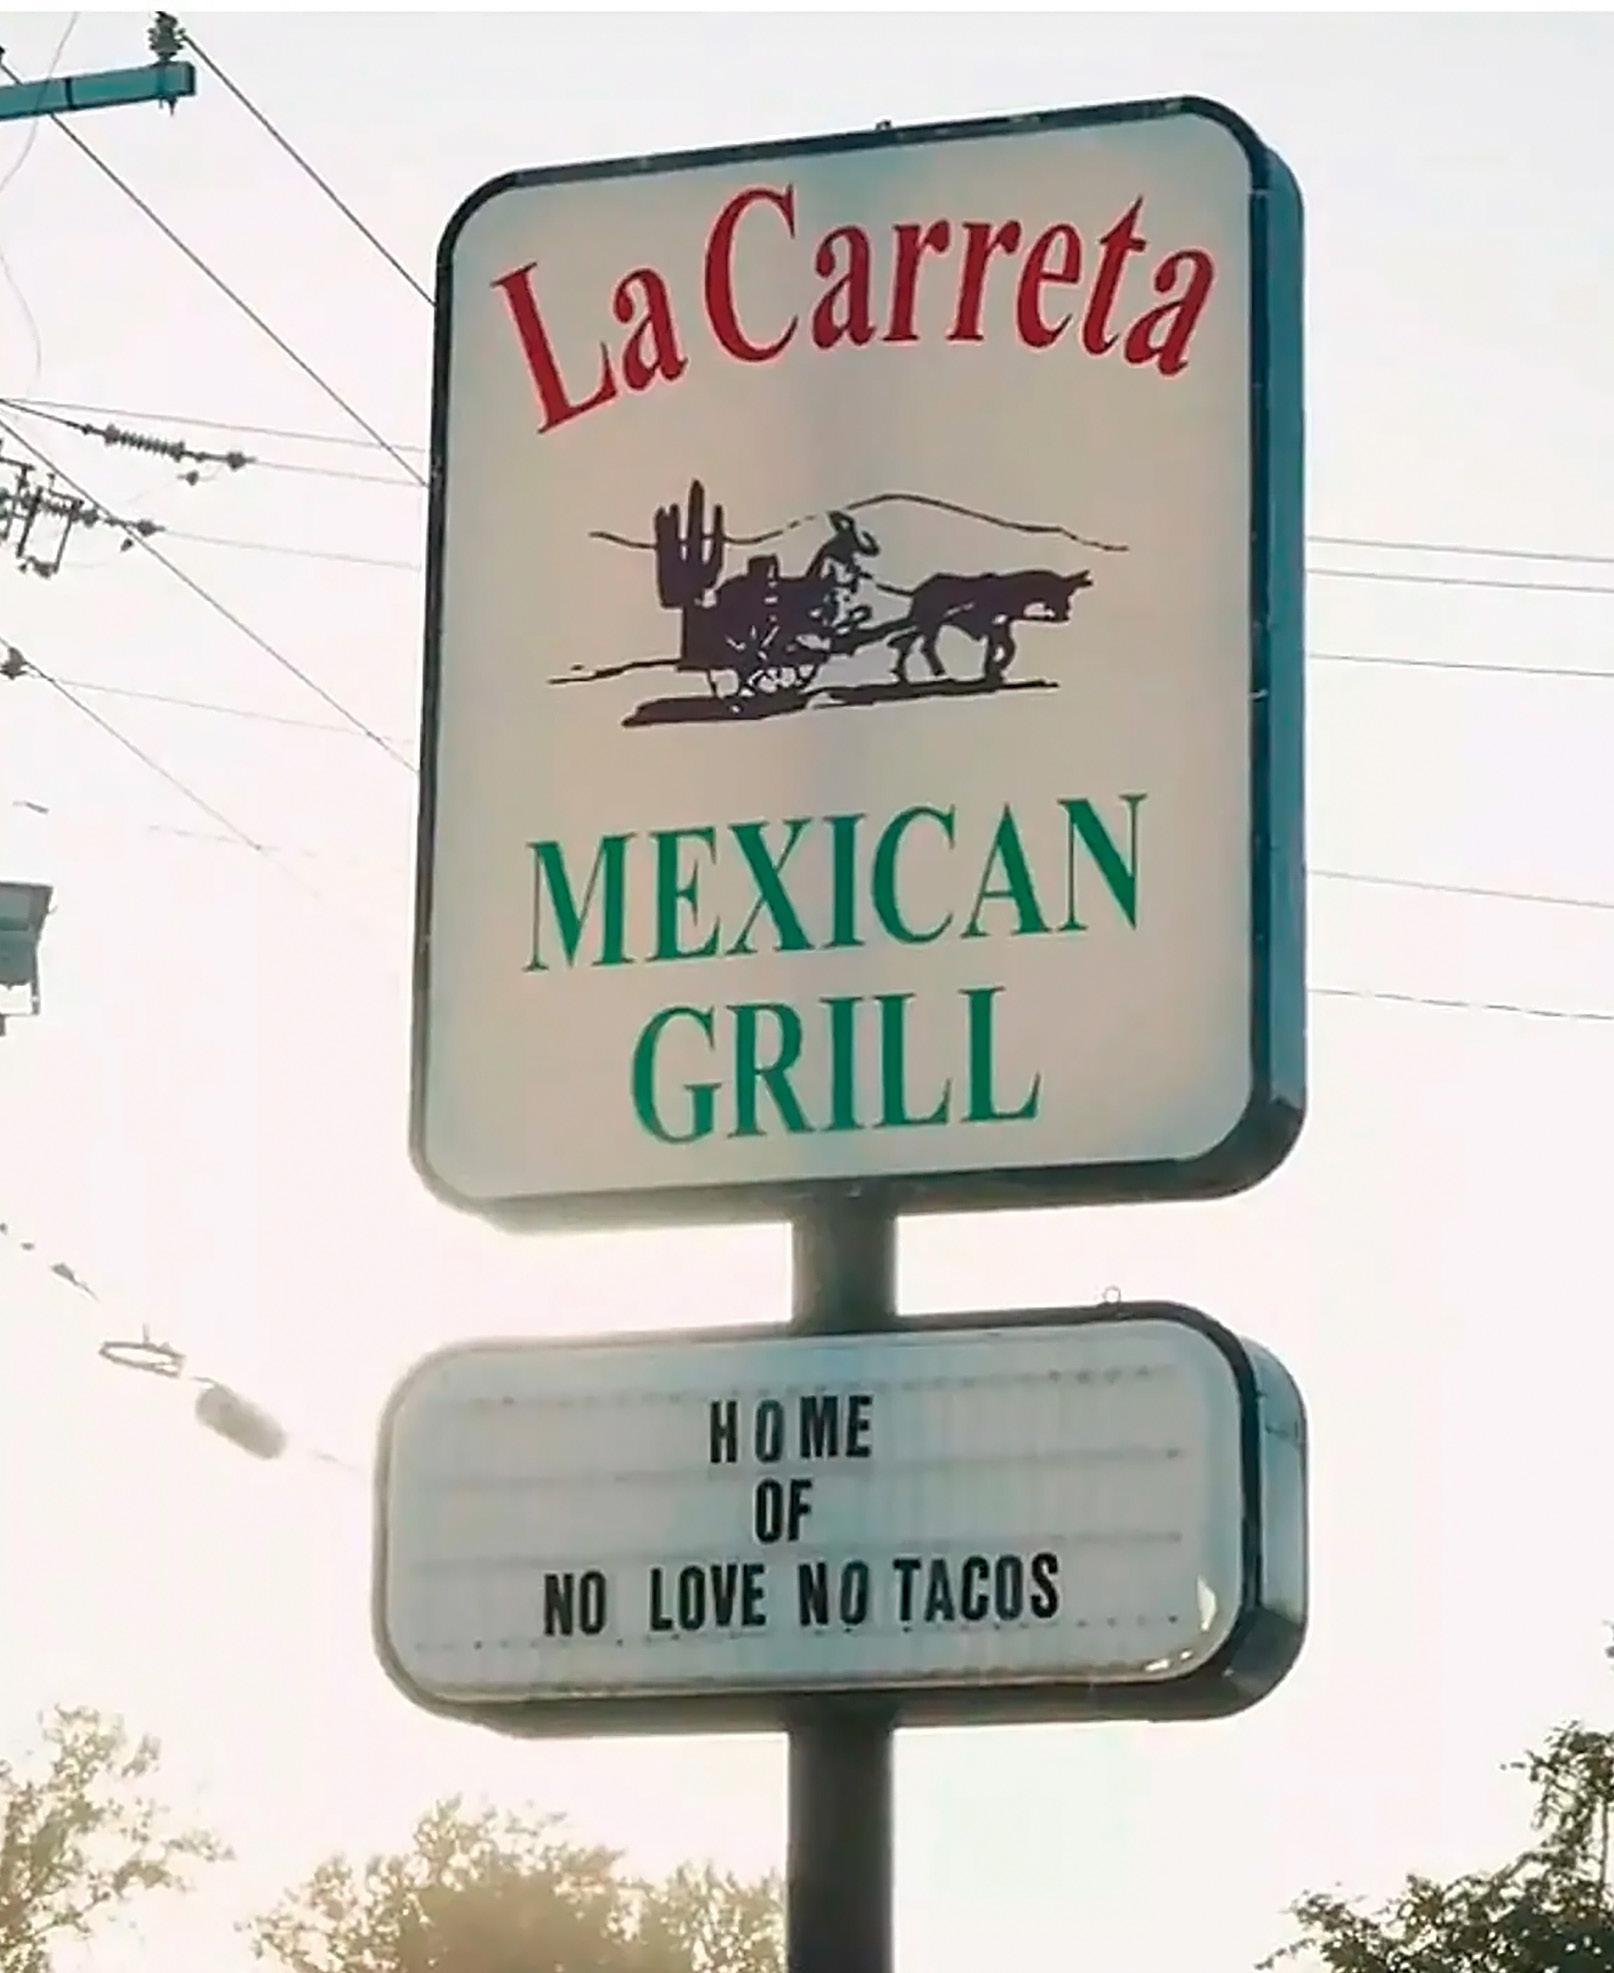 La Carreta
MEXICAN
GRILL
HOME
OF
NO LOVE NO TACOS